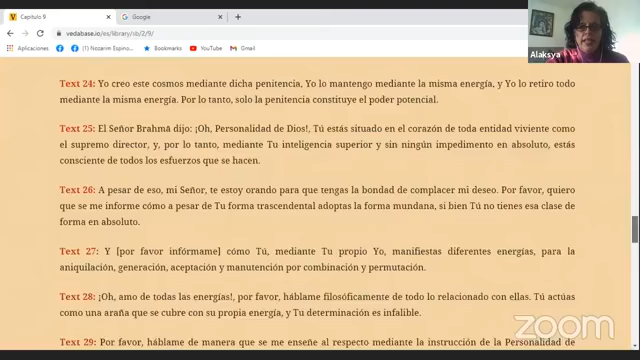 Capítulo 9
Google
vedabase.io/es/library/sb/2/9/
Aplicaciones
Nozarim Espino...
Bookmarks
YouTube
Gmail
Alaksya
Text 24: Yo creo este cosmos mediante dicha penitencia, Yo lo mantengo mediante la misma energía, y Yo lo retiro todo
mediante la misma energía. Por lo tanto, solo la penitencia constituye el poder potencial.
Text 25: El Señor Brahmā dijo: ¡Oh, Personalidad de Dios!, Tú estás situado en el corazón de toda entidad viviente como
el supremo director, y, por lo tanto, mediante Tu inteligencia superior y sin ningún impedimento en absoluto, estás
consciente de todos los esfuerzos que se hacen.
Text 26: A pesar de eso, mi Señor, te estoy orando para que tengas la bondad de complacer mi deseo. Por favor, quiero
que se me informe cómo a pesar de Tu forma trascendental adoptas la forma mundana, si bien Tú no tienes esa clase de
forma en absoluto.
Text 27: Y [por favor infórmame] cómo Tú, mediante Tu propio Yo, manifiestas diferentes energías, para la
aniquilación, generación, aceptación y manutención por combinación y permutación.
Text 28: ¡Oh, amo de todas las energías!, por favor, háblame filosóficamente de todo lo relacionado con ellas. Tú actúas
como una araña que se cubre con su propia energía, y Tu determinación es infalible.
Text 29: Por favor, háblame de manera que se me enseñe al respecto mediante la instrucción de la Personalidad de
zoom